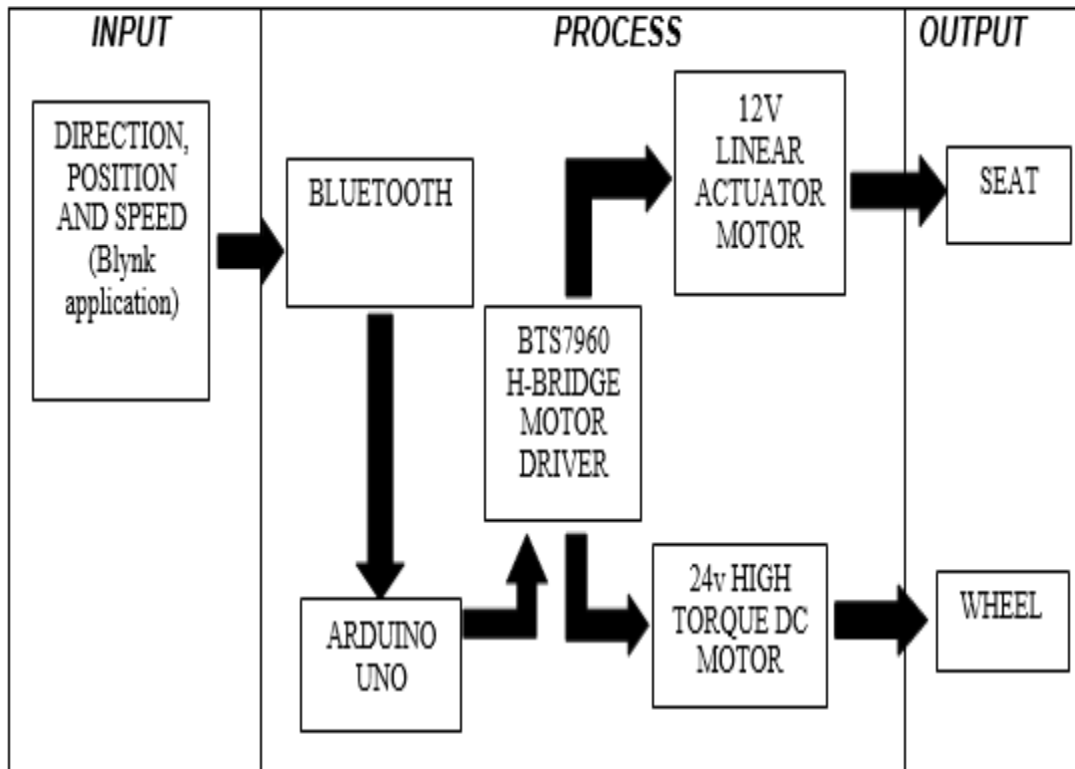 INPUT
PROCESS
OUTPUT
DIRECTION,
POSITION
AND SPEED
(Blynk
application)
BLUETOOTH
ARDUINO
UNO
BTS7960
H-BRIDGE
MOTOR
DRIVER
12V
LINEAR
ACTUATOR
MOTOR
24v HIGH
TORQUE DC
MOTOR
SEAT
WHEEL